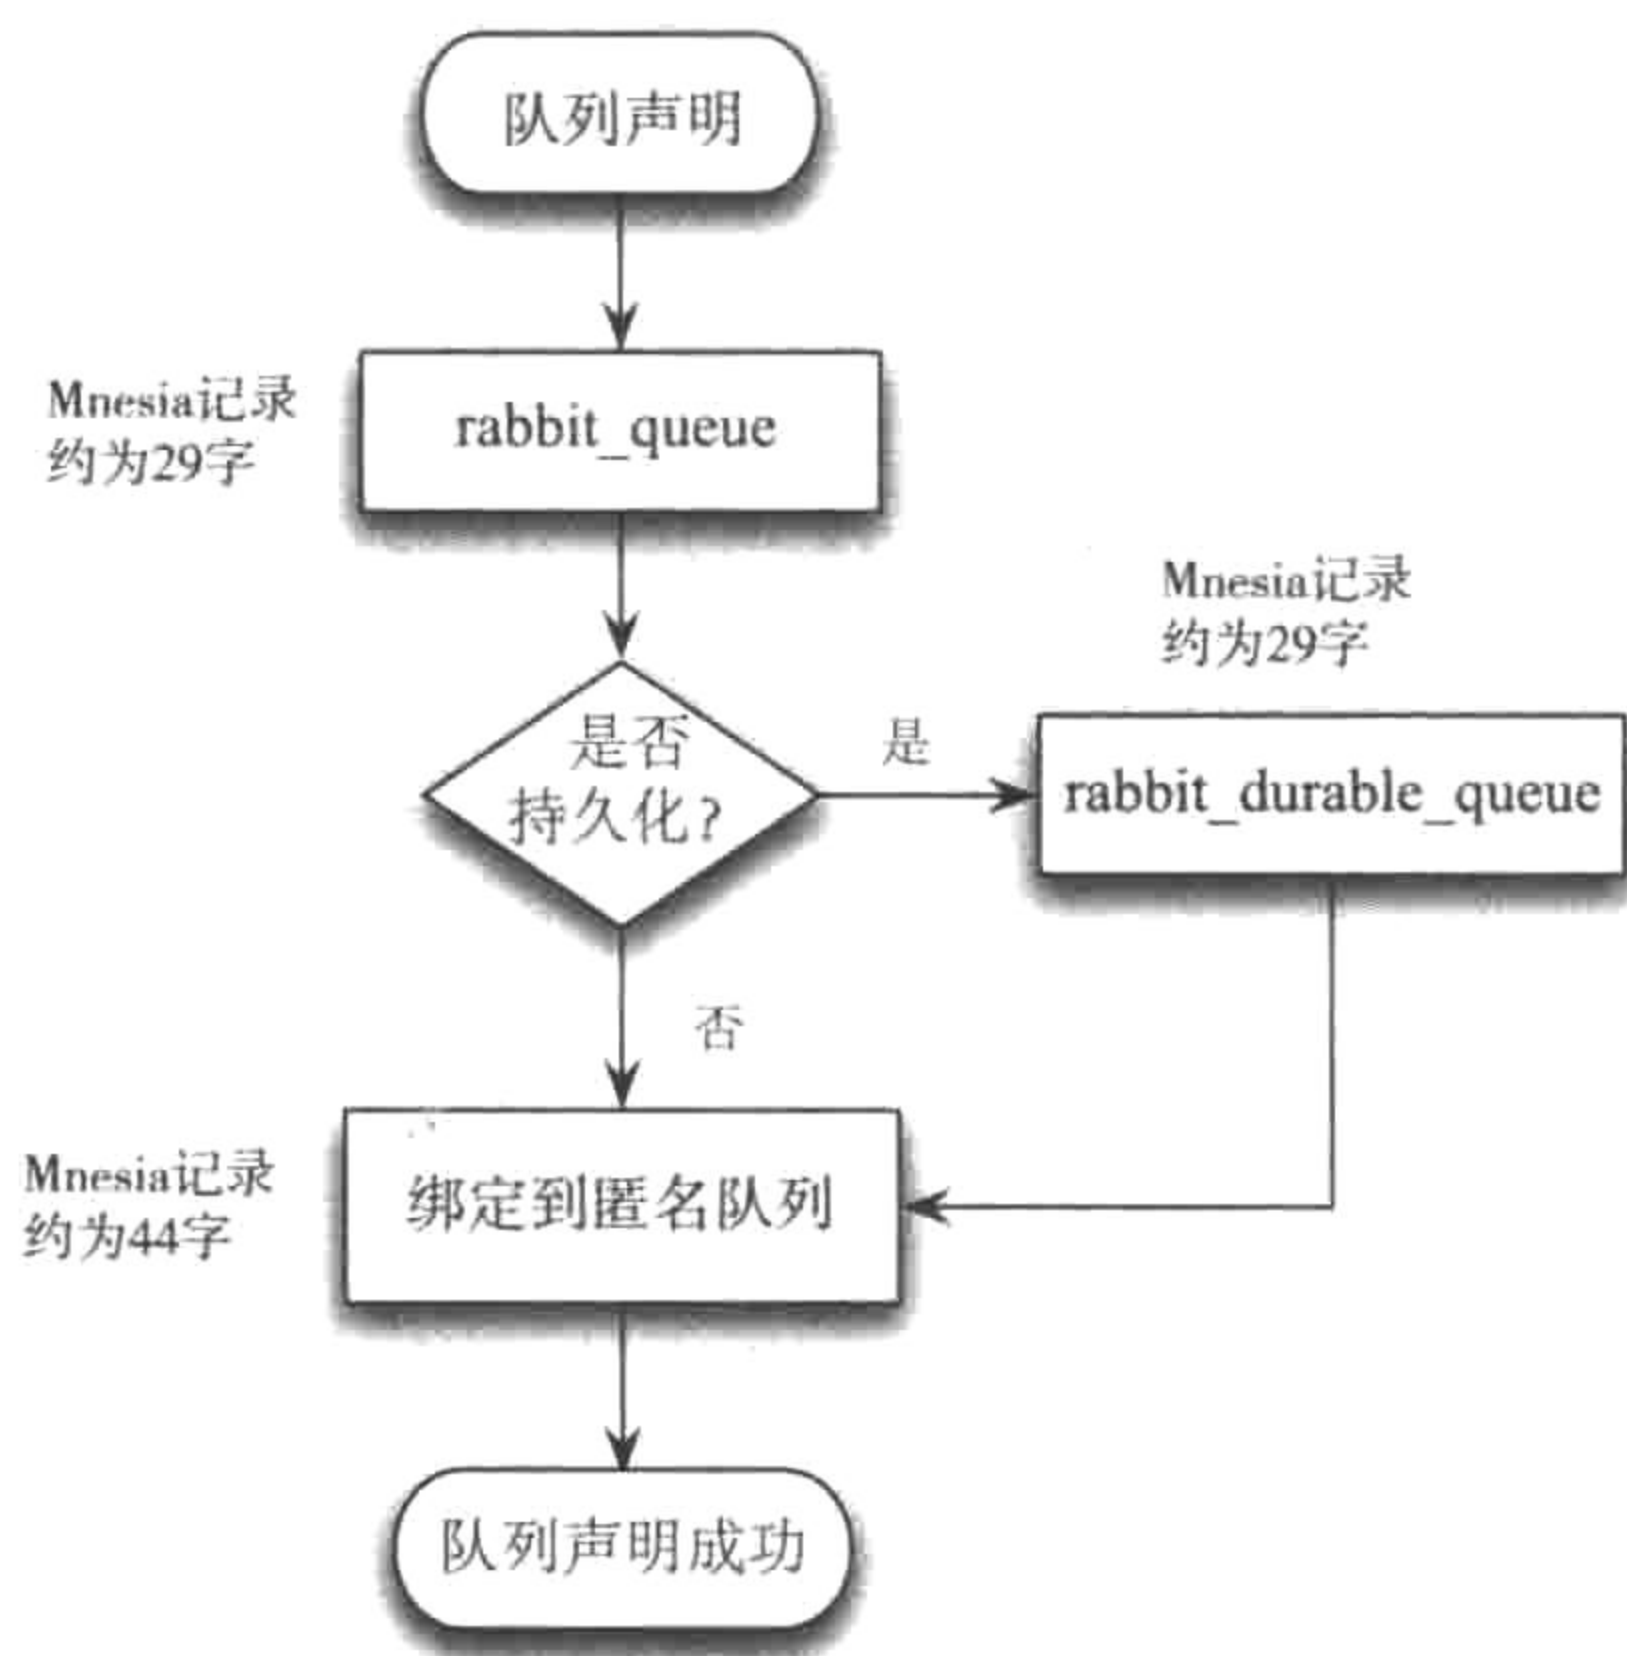 队列声明
Mnesia记录
约为29字
rabbit_queue
Mnesia记录
约为29字
是否
持久化?
是
rabbit_durable_queue
否
Mnesia记录
约为44字
绑定到匿名队列
队列声明成功